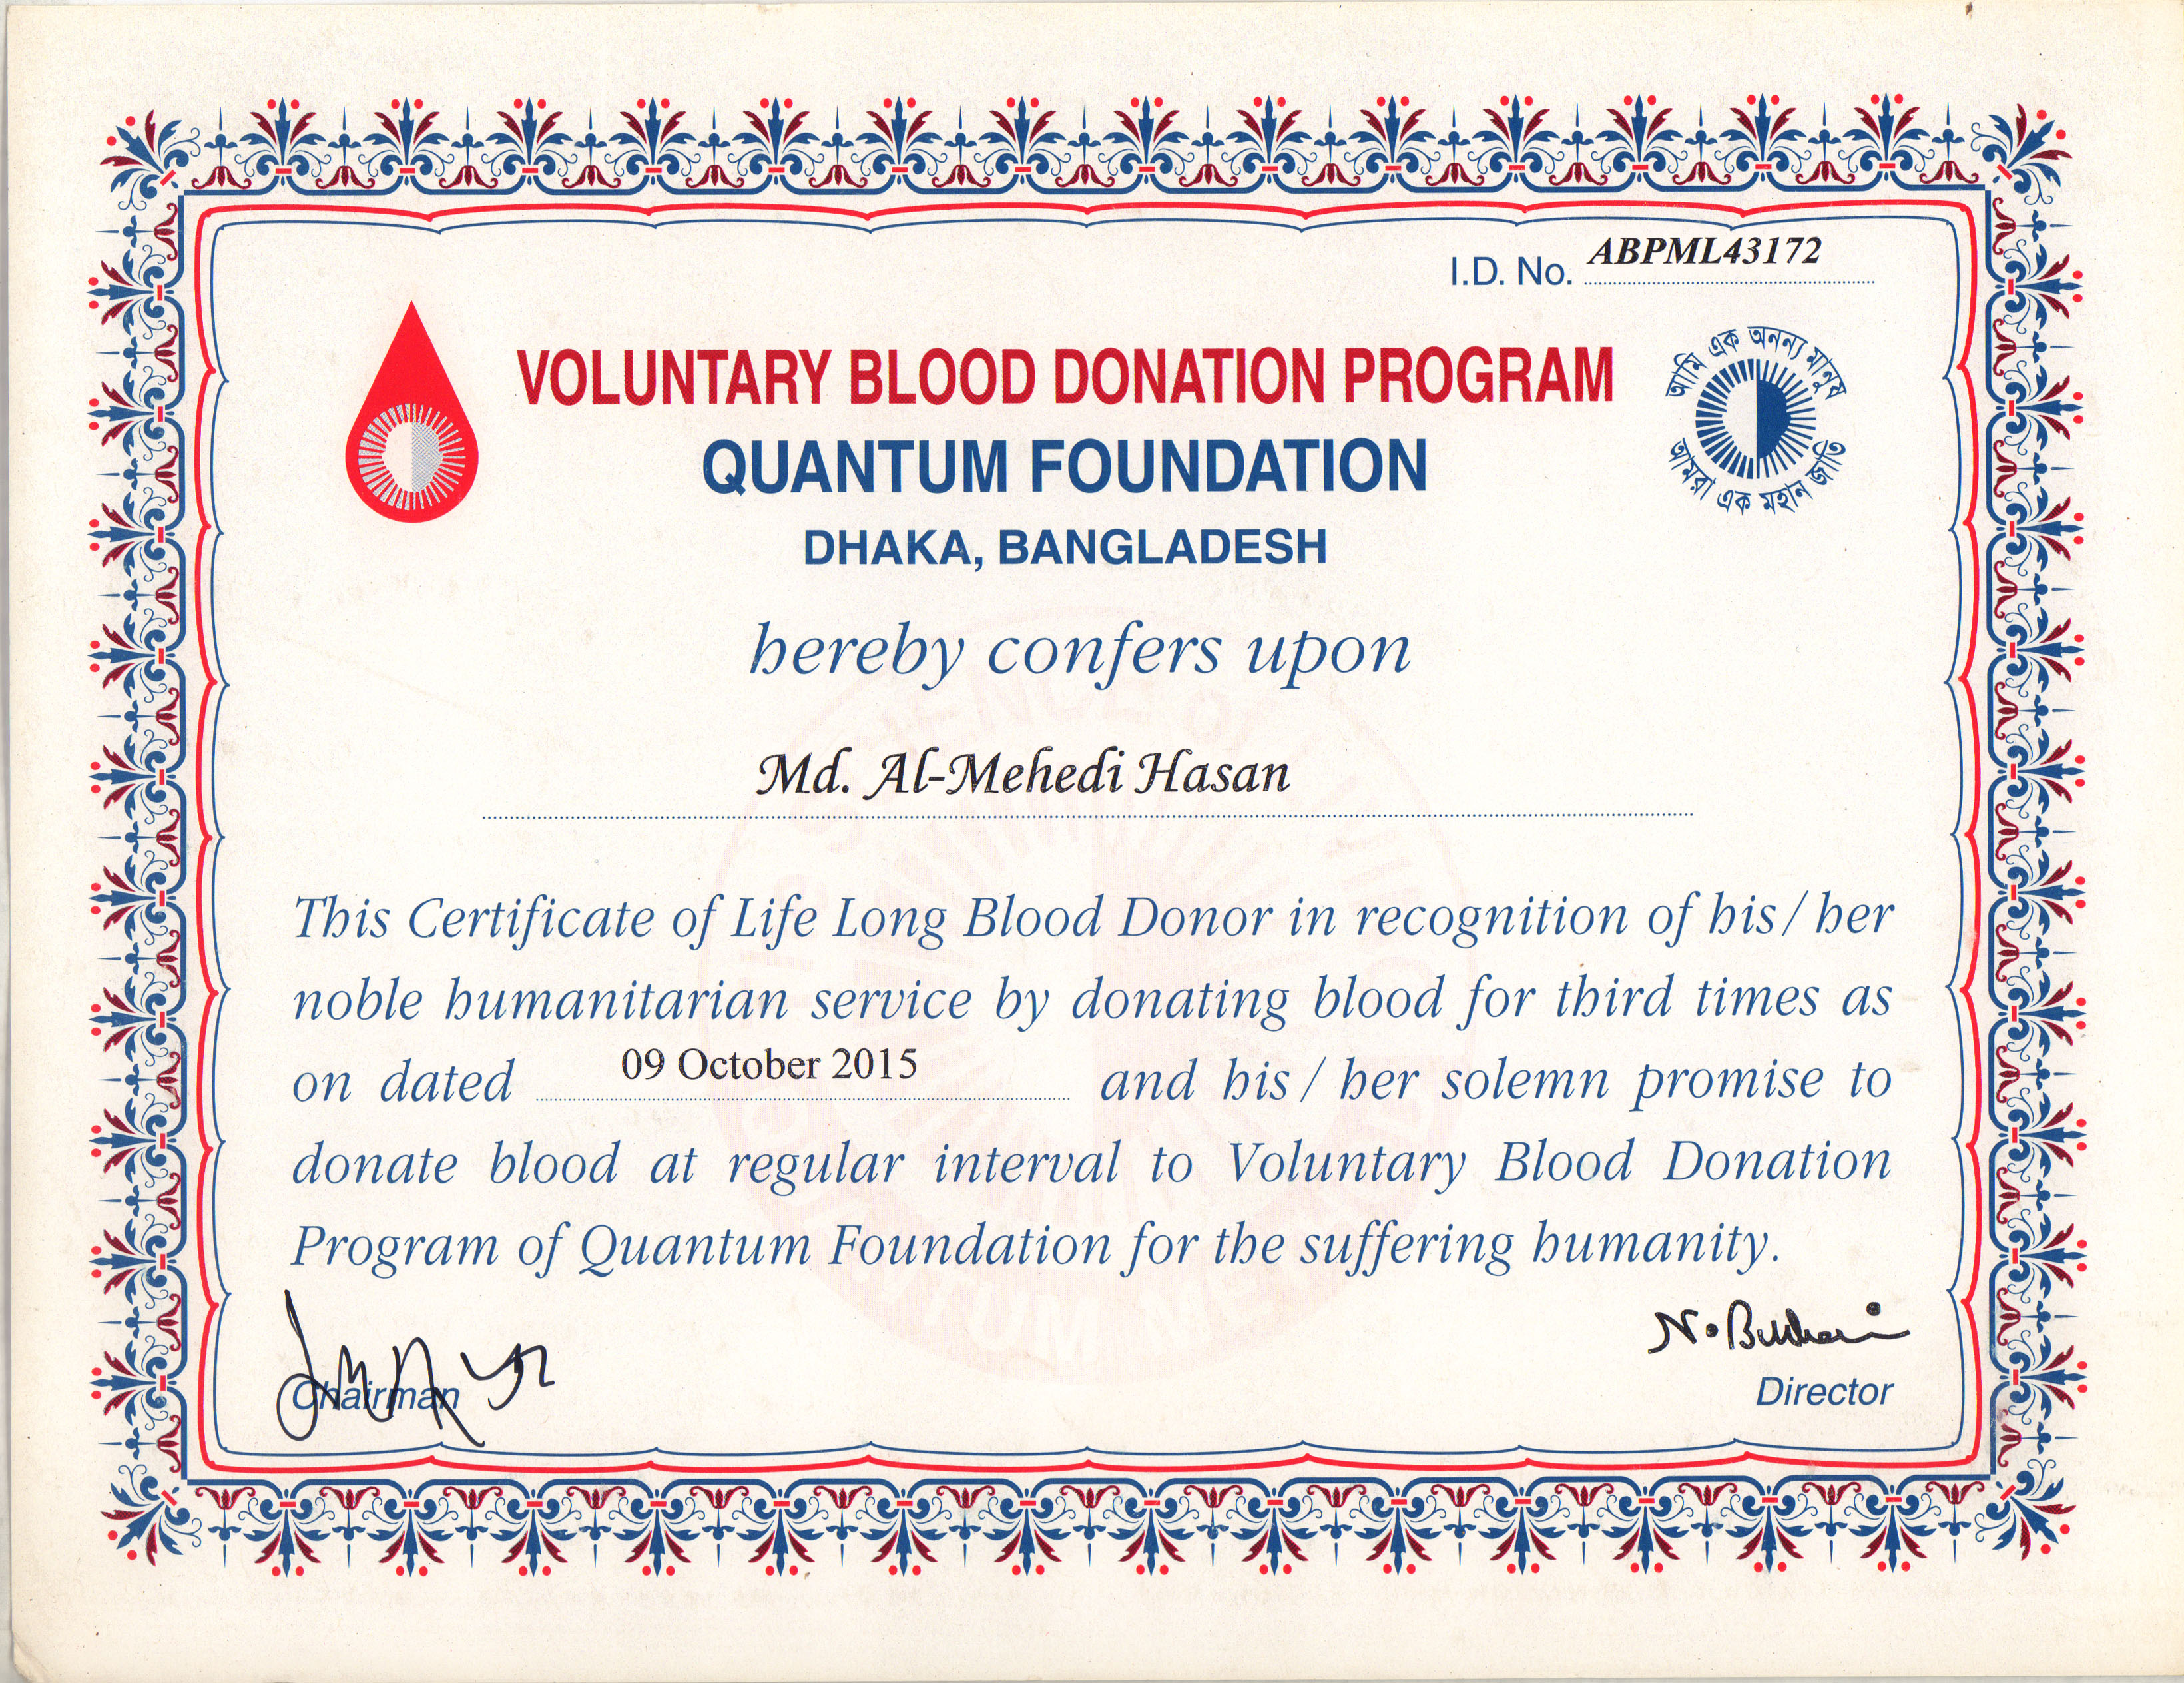 I.D. No. ABPML43172
আমি এক অনন্য মানুষ
VOLUNTARY BLOOD DONATION PROGRAM
QUANTUM FOUNDATION
আমরা এক মহান জাতি
DHAKA, BANGLADESH
hereby confers upon
Md. Al-Mehedi Hasan
This Certificate of Life Long Blood Donor in recognition of his / her
noble humanitarian service by donating blood for third times as
on dated 09 October 2015 and his / her solemn promise to
donate blood at regular interval to Voluntary Blood Donation
Program of Quantum Foundation for the suffering humanity.
N. Bukhari
Chairman
Director